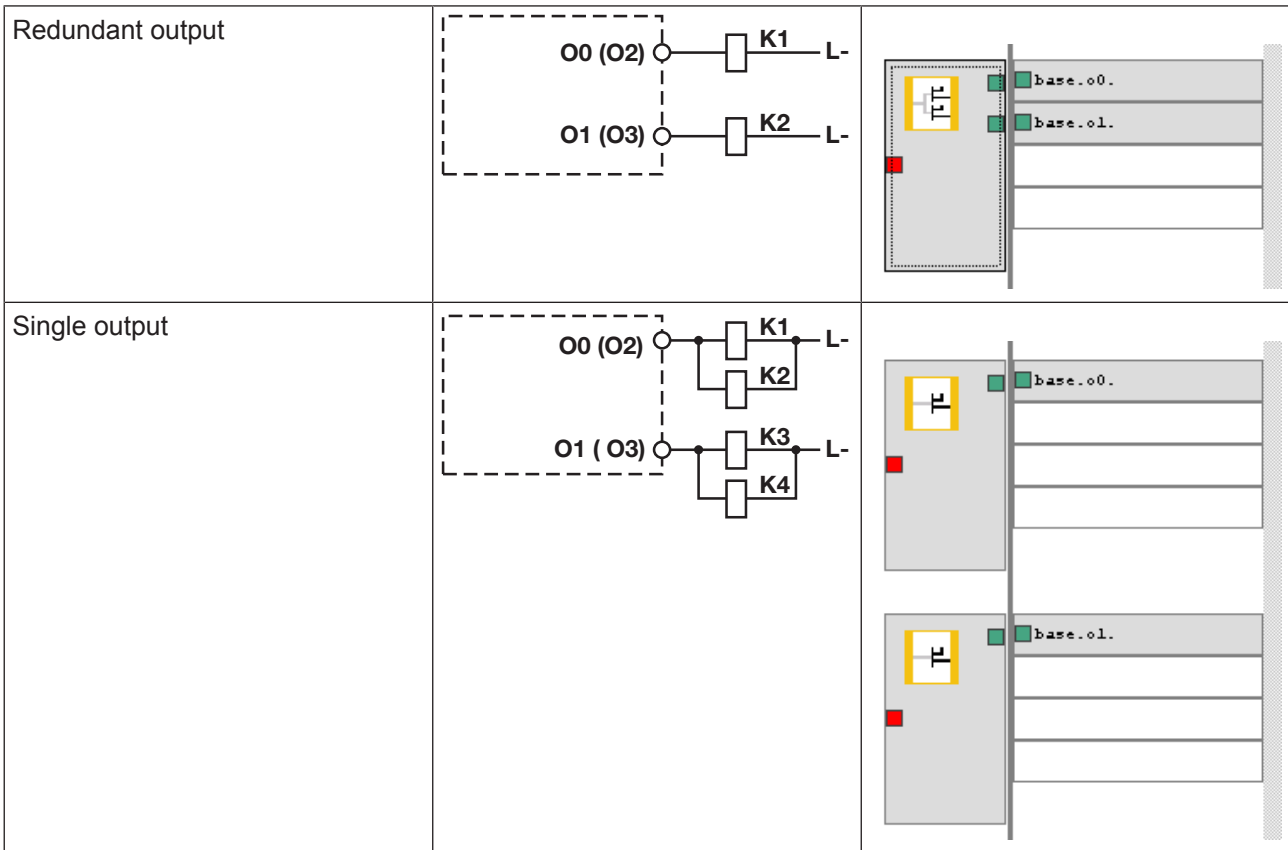 Redundant output
O0 (O2) K1 L-
O1 (O3) K2 L-
base.o0.
base.o1.
Single output
O0 (O2) K1 L-
K2
O1 ( O3) K3 L-
K4
base.o0.
base.o1.